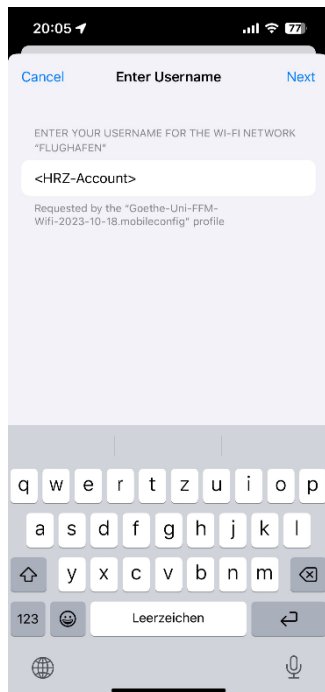 20:05 77
Cancel Enter Username Next
ENTER YOUR USERNAME FOR THE WI-FI NETWORK
"FLUGHAFEN"
<HRZ-Account>
Requested by the "Goethe-Uni-FFM-
Wifi-2023-10-18.mobileconfig" profile
q w e r t z u i o p
a s d f g h j k l
y x c v b n m
123 Leerzeichen